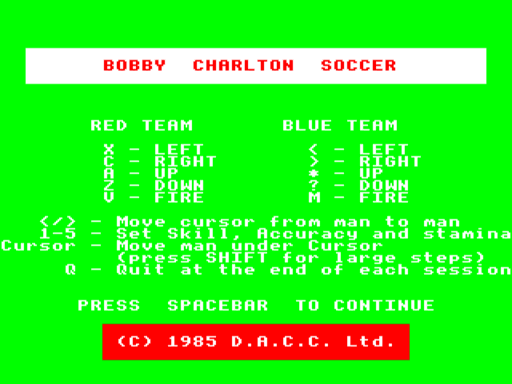 BOBBY CHARLTON SOCCER
RED TEAM BLUE TEAM
X - LEFT < - LEFT
C - RIGHT > - RIGHT
A - UP * - UP
Z - DOWN ? - DOWN
V - FIRE M - FIRE
</> - Move cursor from man to man
1-5 - Set Skill, Accuracy and stamina
Cursor - Move man under Cursor
(press SHIFT for large steps)
Q - Quit at the end of each session
PRESS SPACEBAR TO CONTINUE
(C) 1985 D.A.C.C. Ltd.